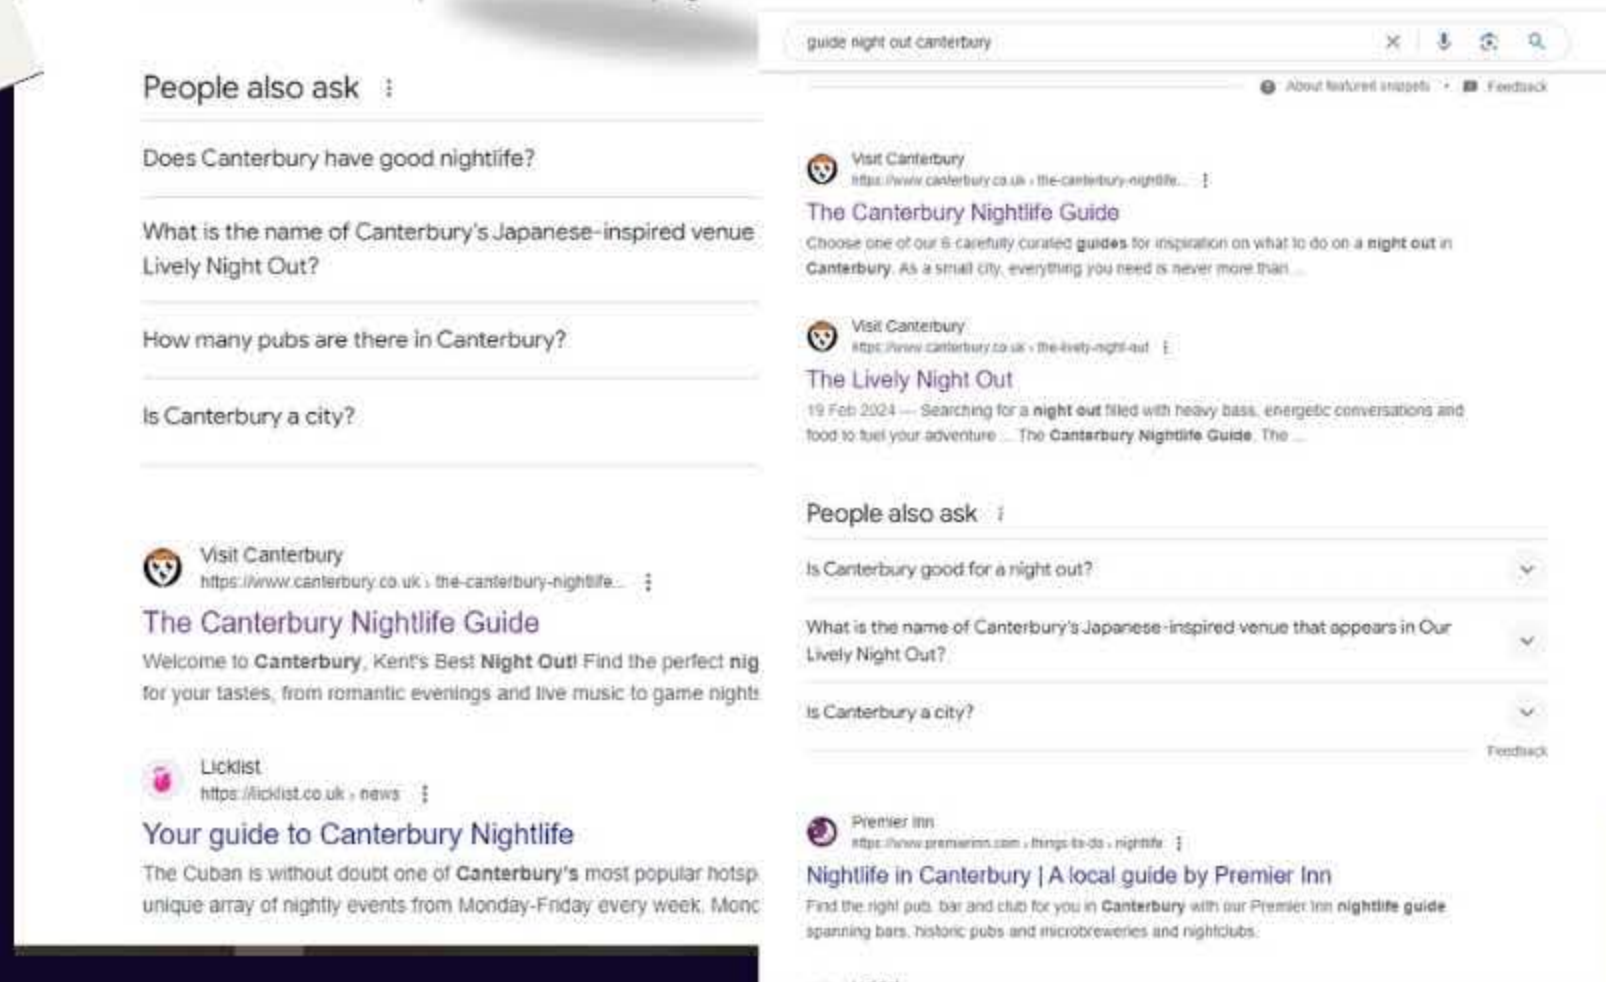 People also ask
Does Canterbury have good nightlife?
What is the name of Canterbury's Japanese-inspired venue
Lively Night Out?
How many pubs are there in Canterbury?
Is Canterbury a city?
Visit Canterbury
https://www.canterbury.co.uk › the-canterbury-nightlife...
The Canterbury Nightlife Guide
Welcome to Canterbury, Kent's Best Night Out! Find the perfect nig
for your tastes, from romantic evenings and live music to game nights
Licklist
https://licklist.co.uk › news
Your guide to Canterbury Nightlife
The Cuban is without doubt one of Canterbury's most popular hotsp
unique array of nightly events from Monday-Friday every week. Mond
guide night out canterbury
About featured snippets • Feedback
Visit Canterbury
https://www.canterbury.co.uk › the-canterbury-nightlife...
The Canterbury Nightlife Guide
Choose one of our 6 carefully curated guides for inspiration on what to do on a night out in
Canterbury. As a small city, everything you need is never more than ...
Visit Canterbury
https://www.canterbury.co.uk › the-lively-night-out
The Lively Night Out
19 Feb 2024 — Searching for a night out filled with heavy bass, energetic conversations and
food to fuel your adventure ... The Canterbury Nightlife Guide. The ...
People also ask
Is Canterbury good for a night out?
What is the name of Canterbury's Japanese-inspired venue that appears in Our
Lively Night Out?
Is Canterbury a city?
Feedback
Premier Inn
https://www.premierinn.com › things-to-do › nightlife
Nightlife in Canterbury | A local guide by Premier Inn
Find the right pub, bar and club for you in Canterbury with our Premier Inn nightlife guide
spanning bars, historic pubs and microbreweries and nightclubs.